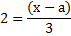 2 = (x − a)/3